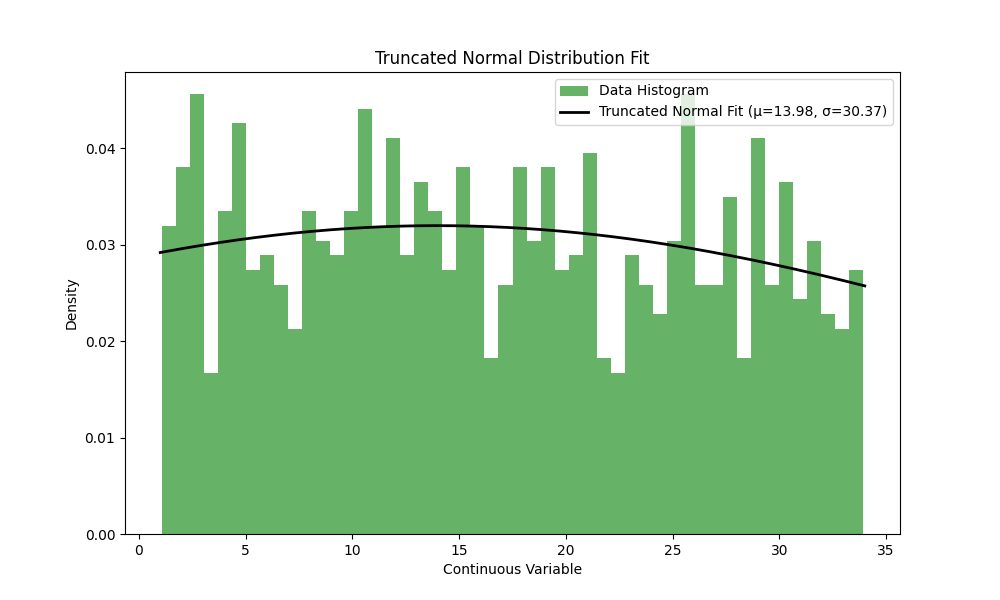 Truncated Normal Distribution Fit
Data Histogram
Truncated Normal Fit (μ=13.98, σ=30.37)
Density
0.04
0.03
0.02
0.01
0.00
0 5 10 15 20 25 30 35
Continuous Variable